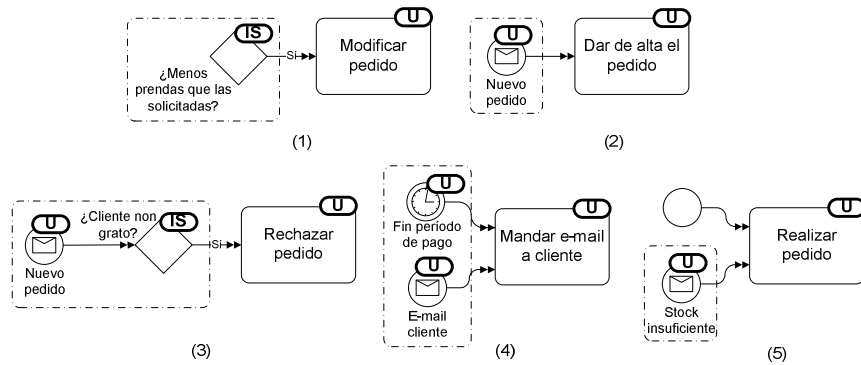 IS
U
Sí
Modificar
pedido
¿Menos
prendas que las
solicitadas?
(1)
U
U
Dar de alta el
pedido
Nuevo
pedido
(2)
U
¿Cliente non
grato?
IS
Sí
U
Rechazar
pedido
Nuevo
pedido
(3)
U
Fin período
de pago
U
Mandar e-mail
a cliente
U
E-mail
cliente
(4)
U
Realizar
pedido
U
Stock
insuficiente
(5)